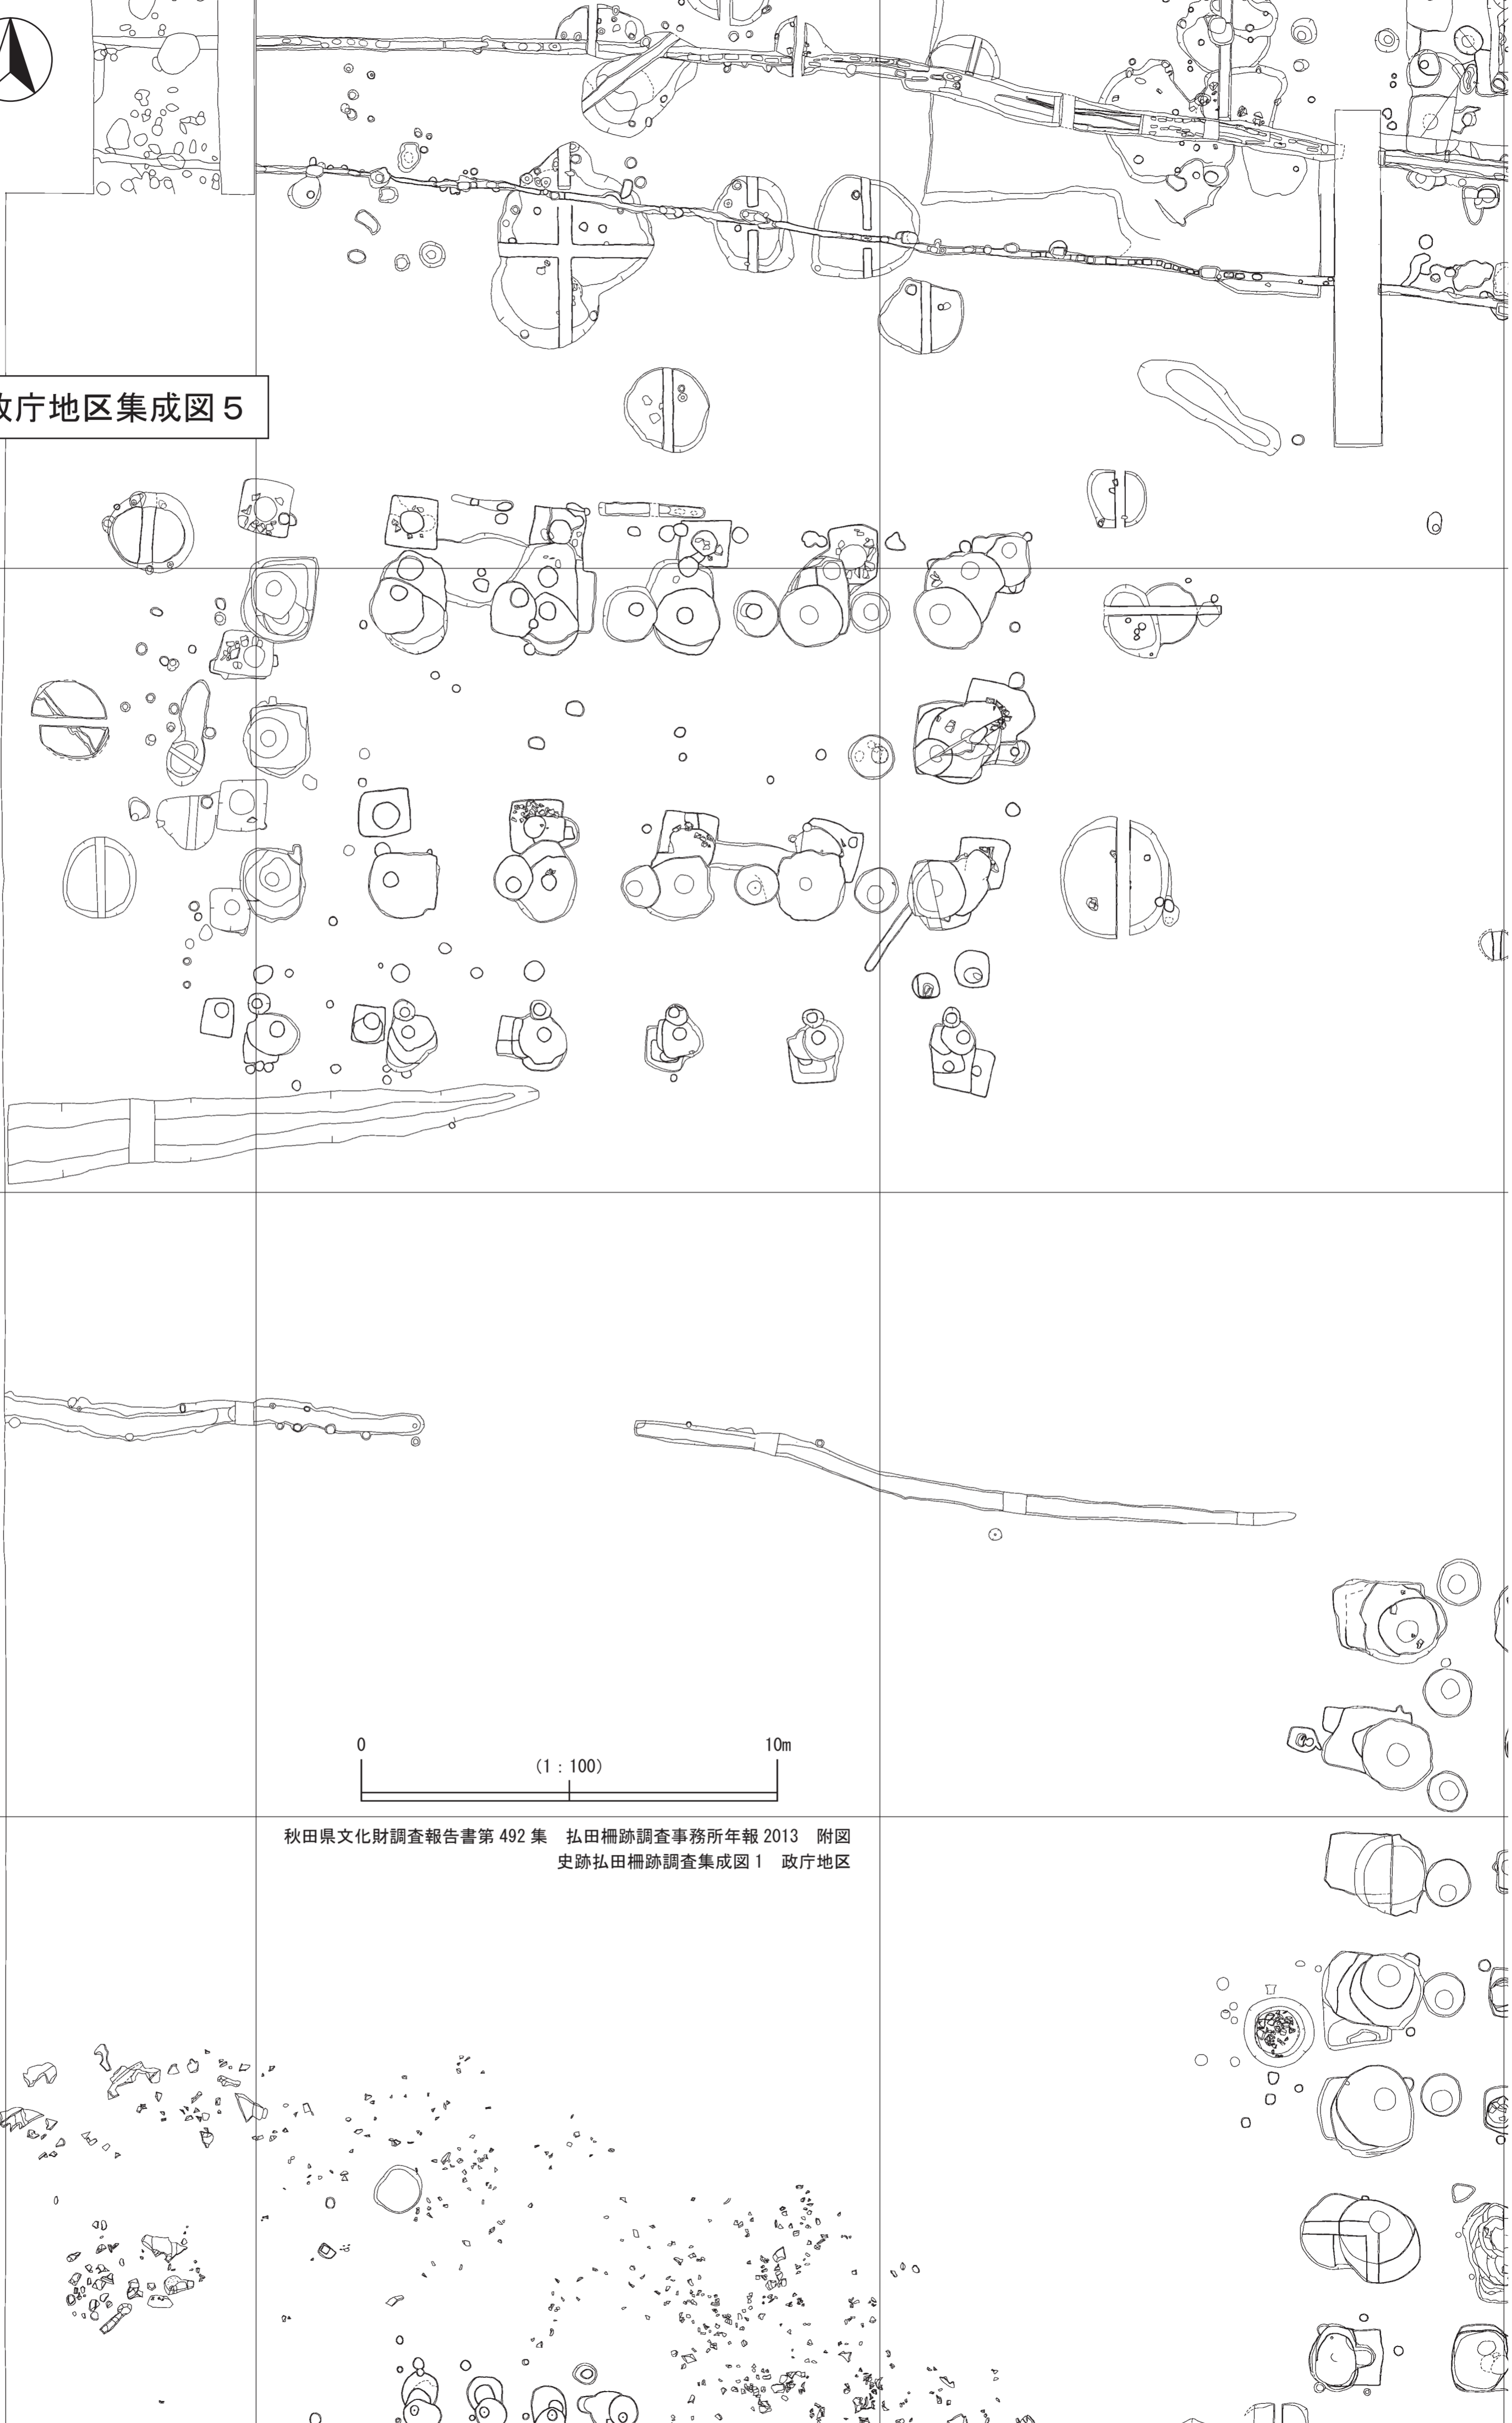 政庁地区集成図５
0 10m
（1：100）
秋田県文化財調査報告書第 492 集　払田柵跡調査事務所年報 2013　附図
史跡払田柵跡調査集成図 1　政庁地区